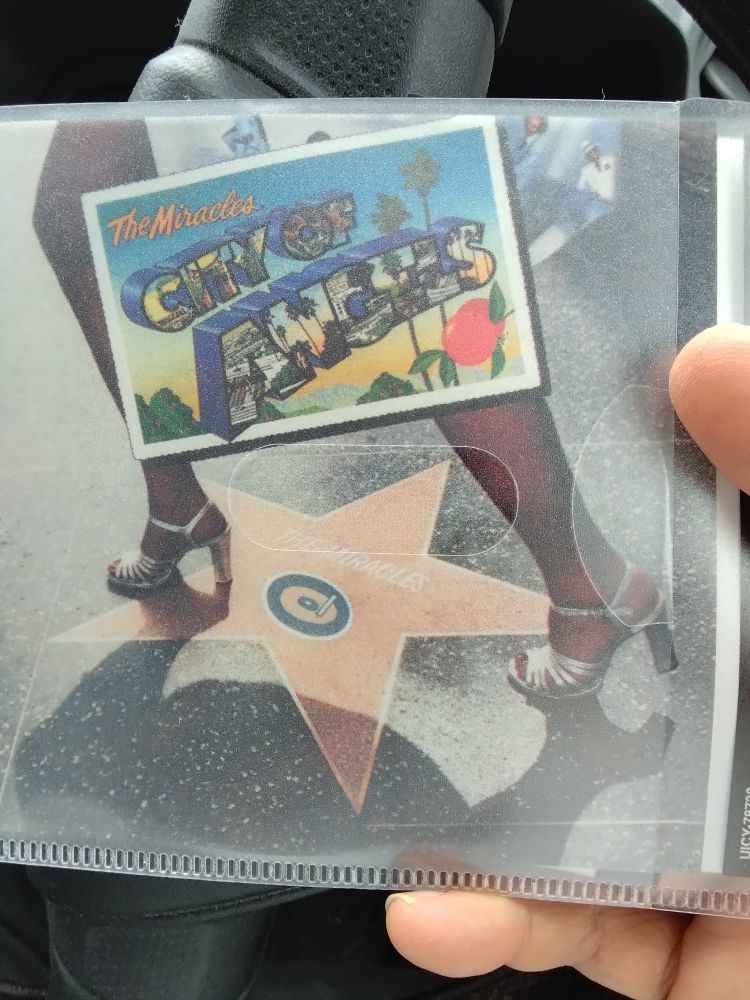 The Miracles
CITY OF
ANGELS
THE MIRACLES